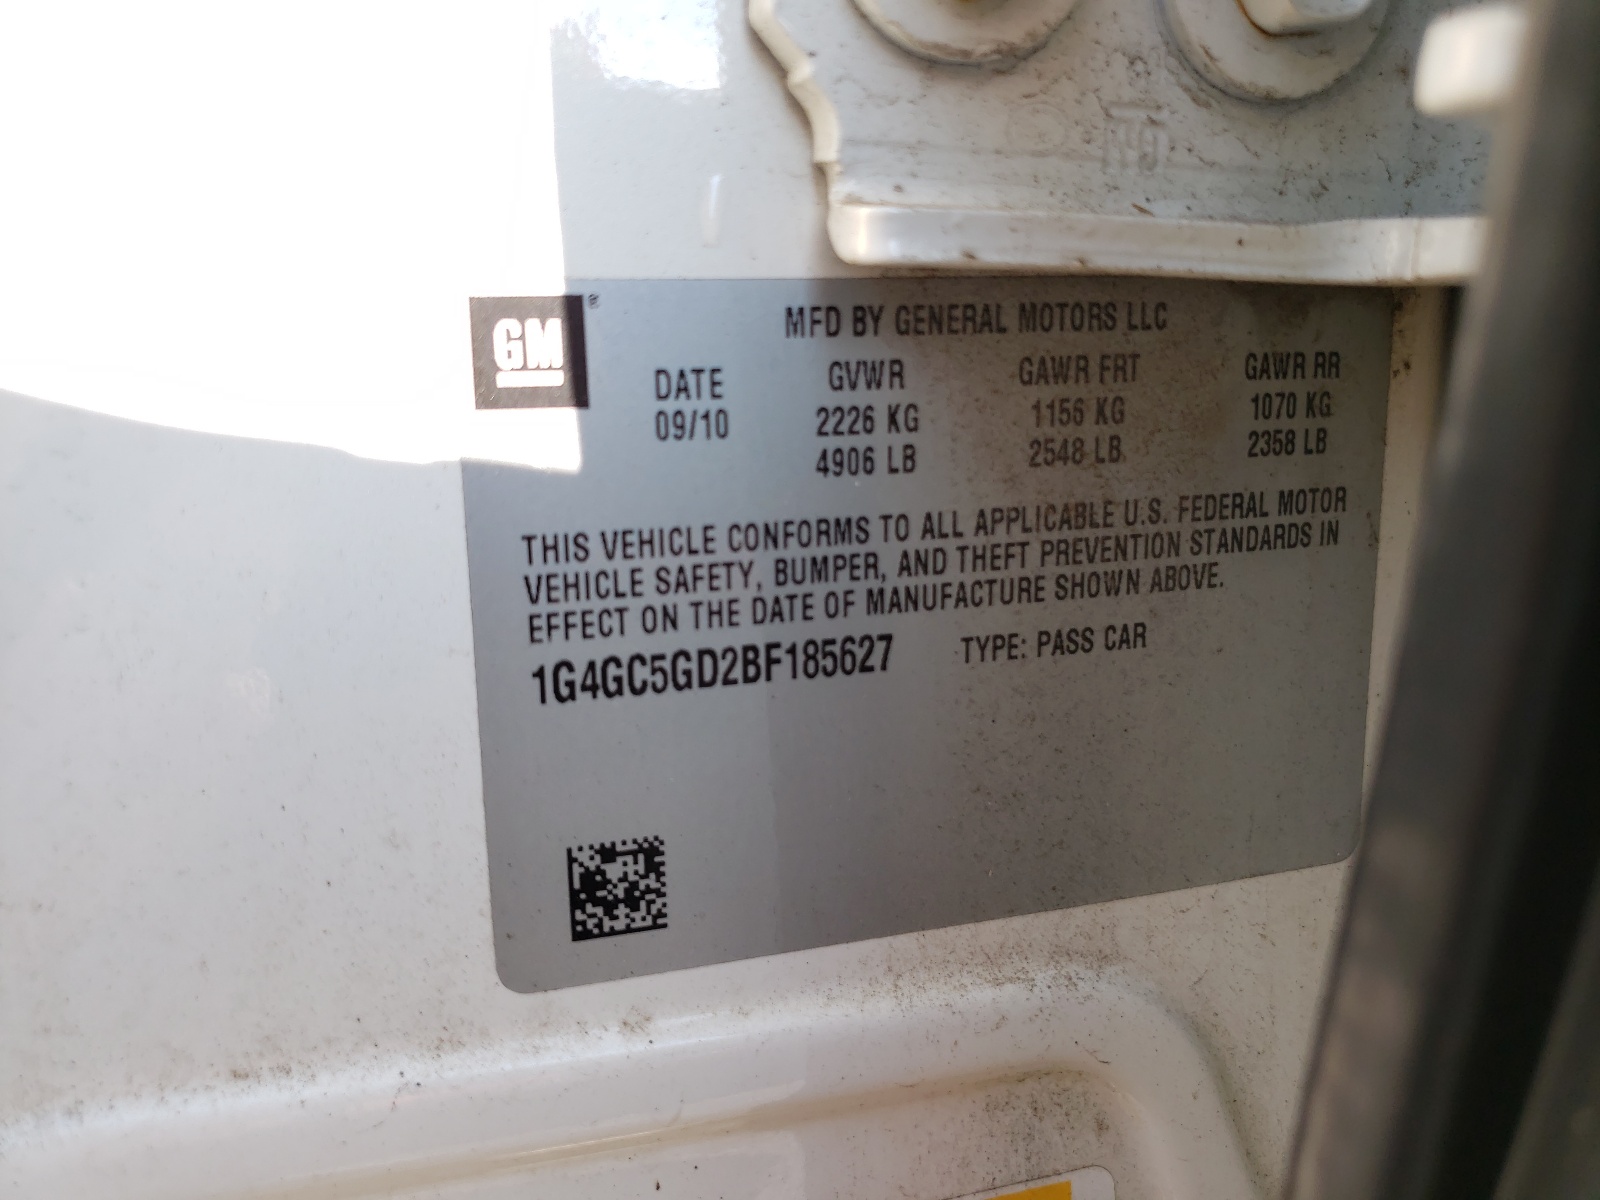 GM ®
MFD BY GENERAL MOTORS LLC
DATE GVWR GAWR FRT GAWR RR
09/10 2226 KG 1156 KG 1070 KG
4906 LB 2548 LB 2358 LB
THIS VEHICLE CONFORMS TO ALL APPLICABLE U.S. FEDERAL MOTOR
VEHICLE SAFETY, BUMPER, AND THEFT PREVENTION STANDARDS IN
EFFECT ON THE DATE OF MANUFACTURE SHOWN ABOVE.
1G4GC5GD2BF185627 TYPE: PASS CAR